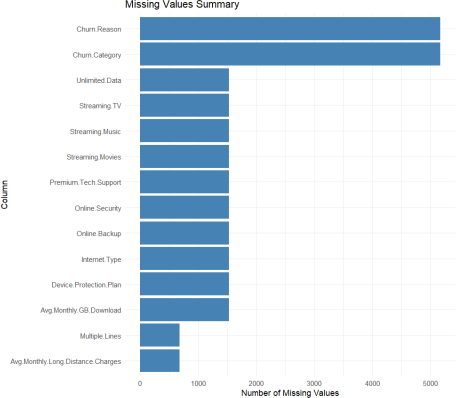 Missing Values Summary
Churn.Reason
Churn.Category
Unlimited.Data
Streaming.TV
Streaming.Music
Streaming.Movies
Premium.Tech.Support
Online.Security
Online.Backup
Internet.Type
Device.Protection.Plan
Avg.Monthly.GB.Download
Multiple.Lines
Avg.Monthly.Long.Distance.Charges
Column
0 1000 2000 3000 4000 5000
Number of Missing Values